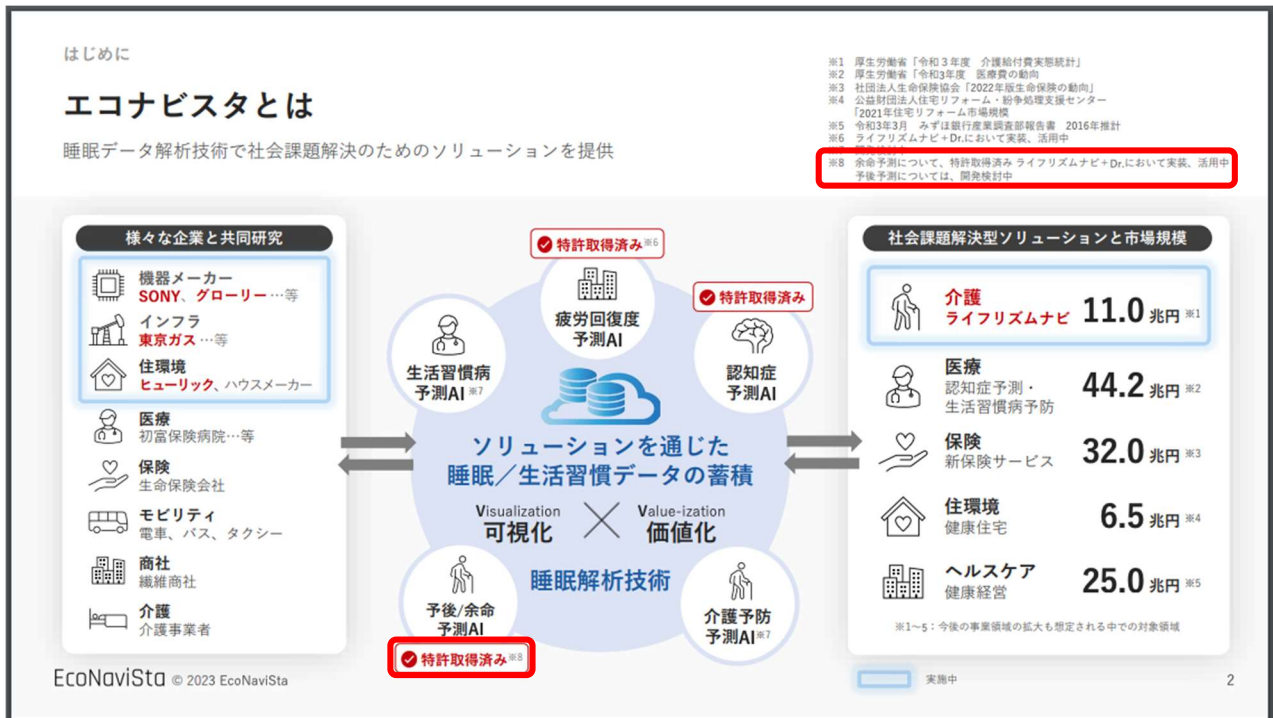 はじめに
エコナビスタとは
睡眠データ解析技術で社会課題解決のためのソリューションを提供
※1 厚生労働省「令和３年度 介護給付費実態統計」
※2 厚生労働省「令和3年度 医療費の動向
※3 社団法人生命保険協会「2022年版生命保険の動向」
※4 公益財団法人住宅リフォーム・紛争処理支援センター
「2021年住宅リフォーム市場規模
※5 令和3年3月 みずほ銀行産業調査部報告書 2016年推計
※6 ライフリズムナビ＋Dr.において実装、活用中
※8 余命予測について、特許取得済み ライフリズムナビ+Dr.において実装、活用中
予後予測については、開発検討中
様々な企業と共同研究
機器メーカー
SONY、グローリー…等
インフラ
東京ガス…等
住環境
ヒューリック、ハウスメーカー
医療
初富保険病院…等
保険
生命保険会社
モビリティ
電車、バス、タクシー
商社
繊維商社
介護
介護事業者
特許取得済み※6
疲労回復度
予測AI
特許取得済み
認知症
予測AI
生活習慣病
予測AI※7
ソリューションを通じた
睡眠／生活習慣データの蓄積
Visualization
可視化
Value-ization
価値化
睡眠解析技術
予後/余命
予測AI
特許取得済み※8
介護予防
予測AI※7
社会課題解決型ソリューションと市場規模
介護
ライフリズムナビ 11.0 兆円 ※1
医療
認知症予測・
生活習慣病予防
44.2 兆円 ※2
保険
新保険サービス
32.0 兆円 ※3
住環境
健康住宅
6.5 兆円 ※4
ヘルスケア
健康経営
25.0 兆円 ※5
※1～5：今後の事業領域の拡大も想定される中での対象領域
EcoNaviSta © 2023 EcoNaviSta
実施中
2